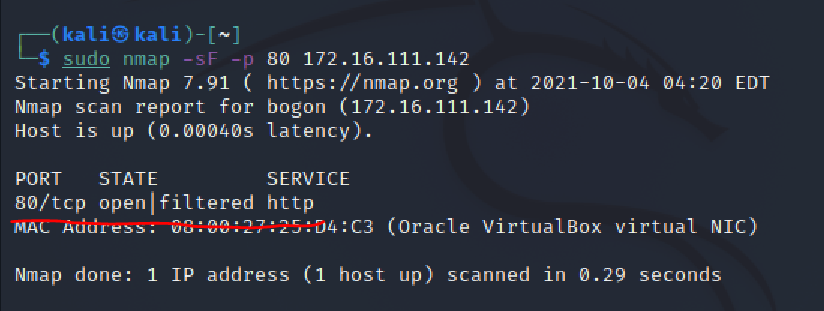 ┌──(kali㉿kali)-[~]
└─$ sudo nmap -sF -p 80 172.16.111.142
Starting Nmap 7.91 ( https://nmap.org ) at 2021-10-04 04:20 EDT
Nmap scan report for bogon (172.16.111.142)
Host is up (0.00040s latency).
PORT   STATE         SERVICE
80/tcp open|filtered http
MAC Address: 08:00:27:25:D4:C3 (Oracle VirtualBox virtual NIC)
Nmap done: 1 IP address (1 host up) scanned in 0.29 seconds